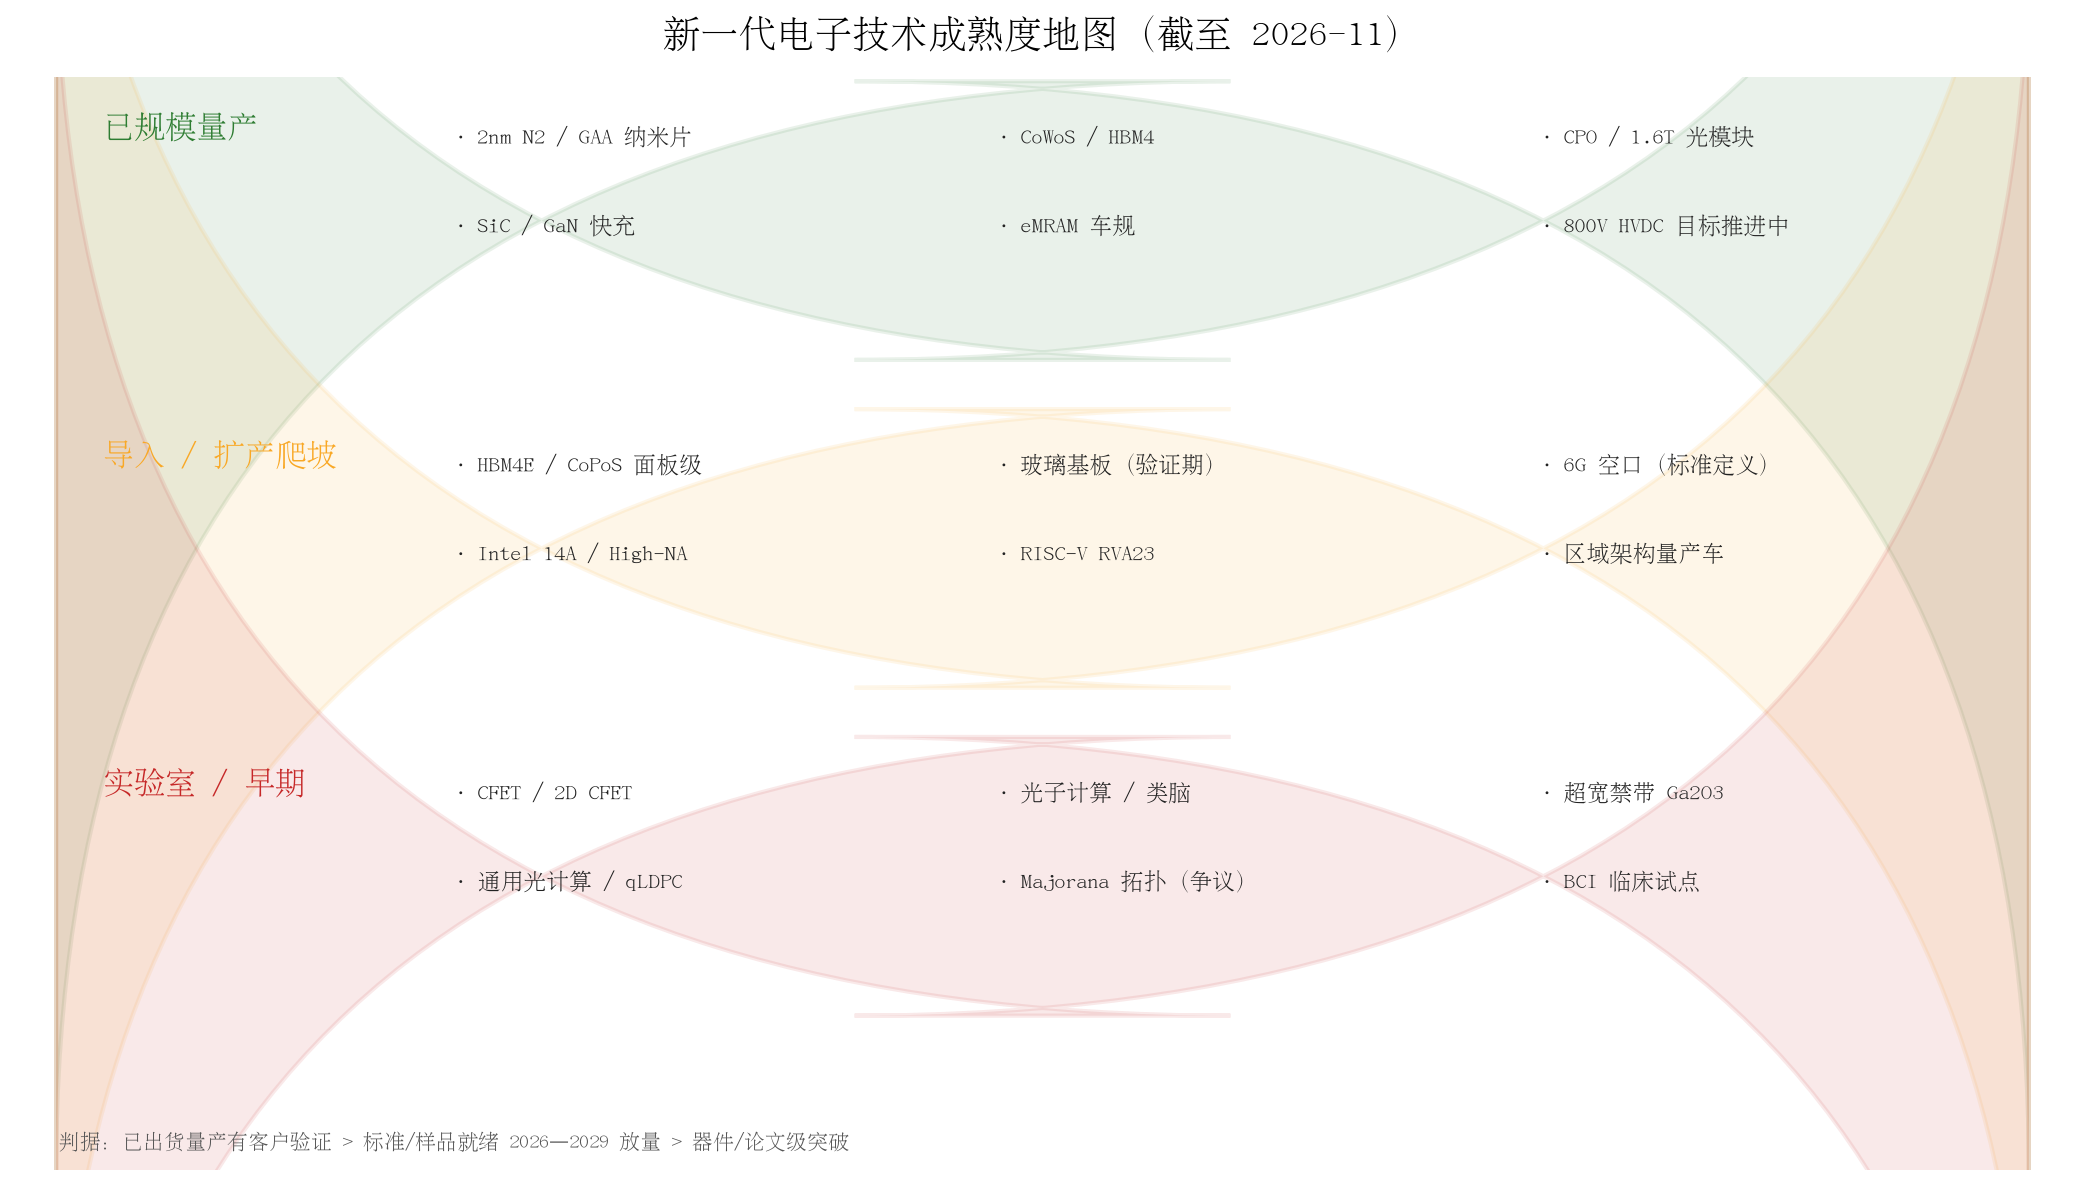 新一代电子技术成熟度地图（截至 2026-11）
已规模量产
· 2nm N2 / GAA 纳米片
· CoWoS / HBM4
· CPO / 1.6T 光模块
· SiC / GaN 快充
· eMRAM 车规
· 800V HVDC 目标推进中
导入 / 扩产爬坡
· HBM4E / CoPoS 面板级
· 玻璃基板（验证期）
· 6G 空口（标准定义）
· Intel 14A / High-NA
· RISC-V RVA23
· 区域架构量产车
实验室 / 早期
· CFET / 2D CFET
· 光子计算 / 类脑
· 超宽禁带 Ga2O3
· 通用光计算 / qLDPC
· Majorana 拓扑（争议）
· BCI 临床试点
判据: 已出货量产有客户验证 > 标准/样品就绪 2026—2029 放量 > 器件/论文级突破